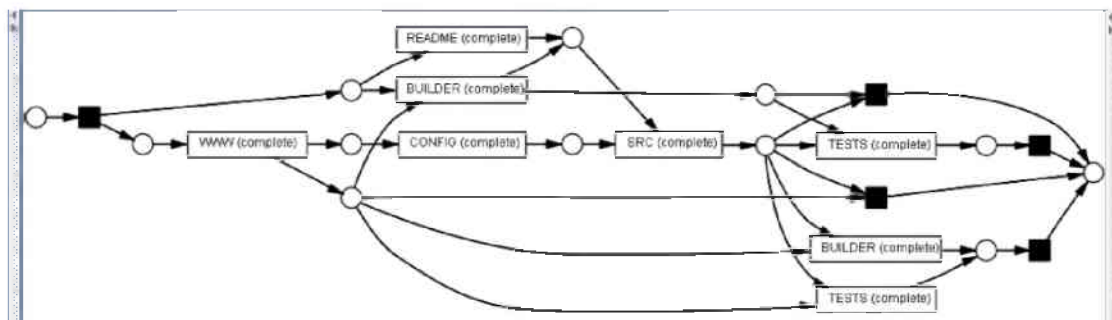 README (complete)
BUILDER (complete)
WWW (complete)
CONFIG (complete)
SRC (complete)
TESTS (complete)
BUILDER (complete)
TESTS (complete)